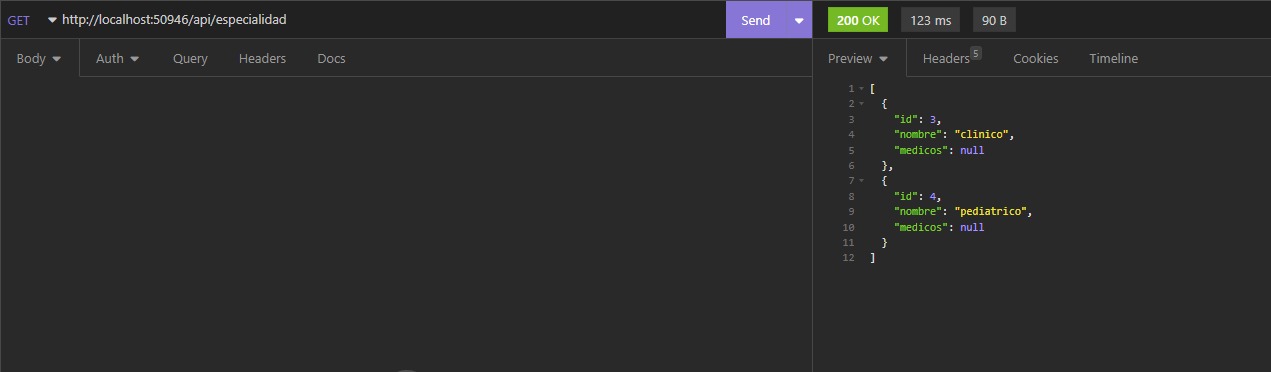 GET http://localhost:50946/api/especialidad Send 200 OK 123 ms 90 B
Body Auth Query Headers Docs Preview Headers 5 Cookies Timeline
1 [
2 {
3 "id": 3,
4 "nombre": "clinico",
5 "medicos": null
6 },
7 {
8 "id": 4,
9 "nombre": "pediatrico",
10 "medicos": null
11 }
12 ]